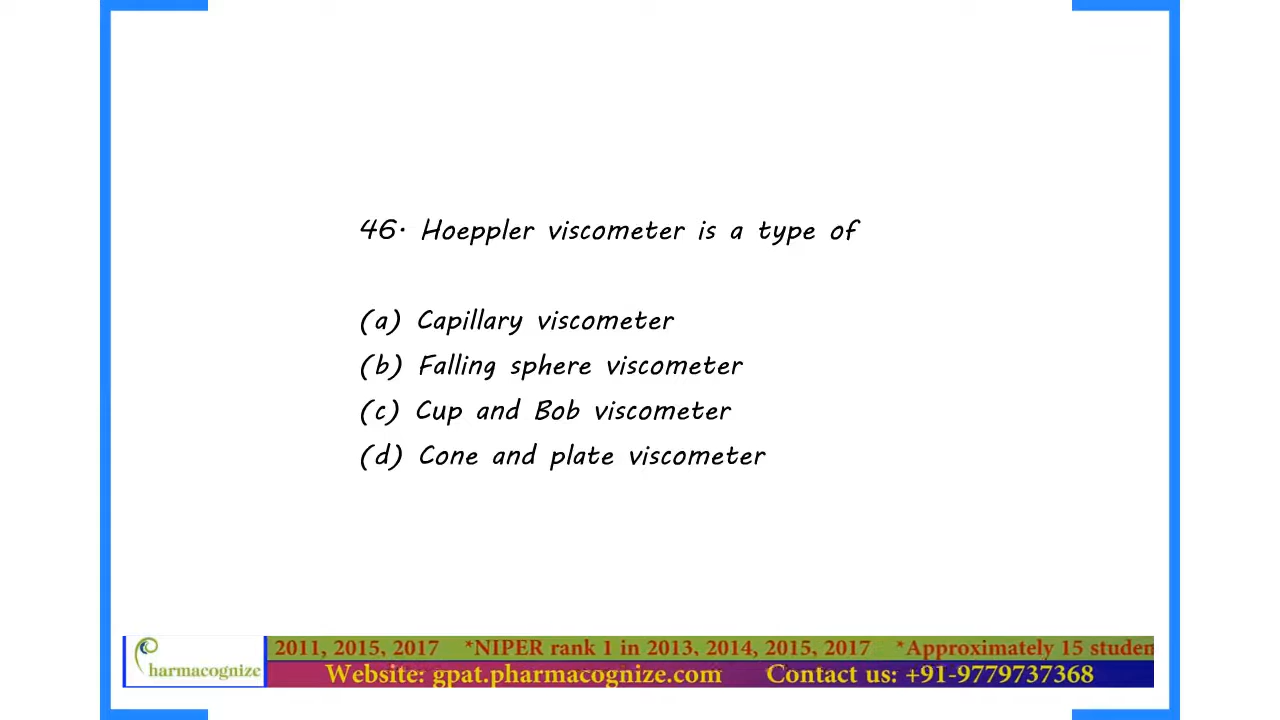 46. Hoeppler viscometer is a type of
(a) Capillary viscometer
(b) Falling sphere viscometer
(c) Cup and Bob viscometer
(d) Cone and plate viscometer
2011, 2015, 2017 *NIPER rank 1 in 2013, 2014, 2015, 2017 *Approximately 15 studen
harmacognize
Website: gpat.pharmacognize.com Contact us: +91-9779737368